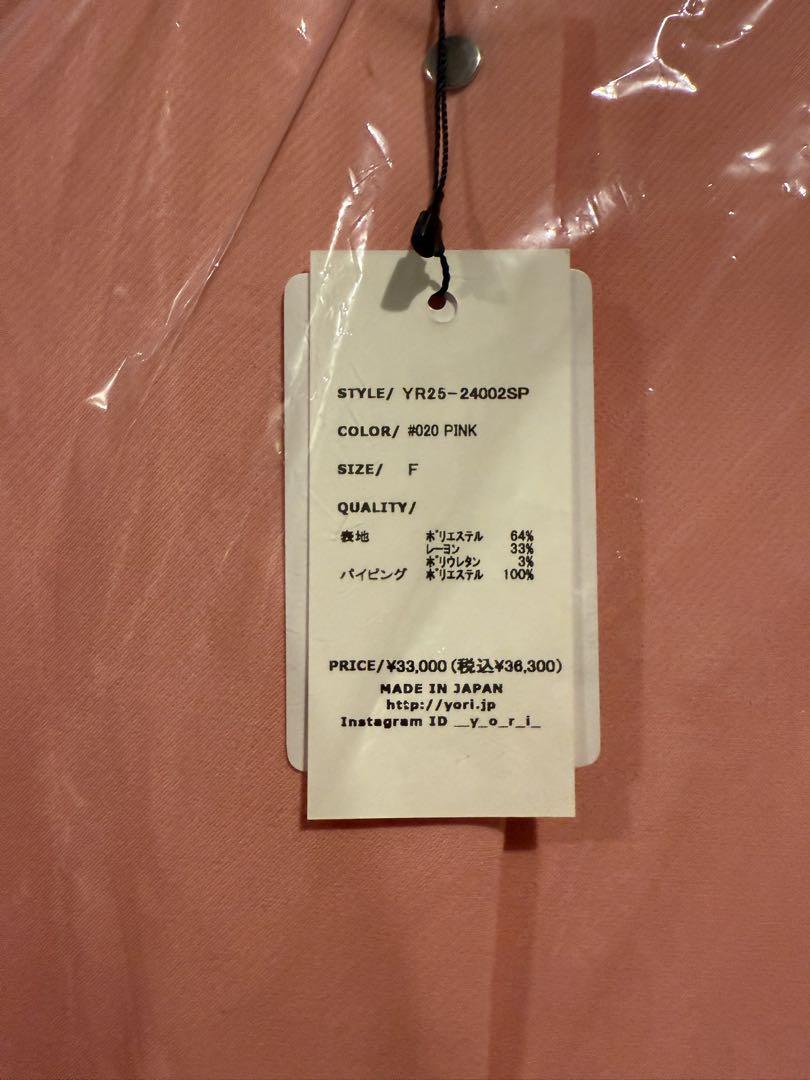 STYLE/ YR25-24002SP
COLOR/ #020 PINK
SIZE/ F
QUALITY/
表地 ポリエステル 64%
レーヨン 33%
ポリウレタン 3%
パイピング ポリエステル 100%
PRICE/¥33,000(税込¥36,300)
MADE IN JAPAN
http://yori.jp
Instagram ID __y_o_r_i_